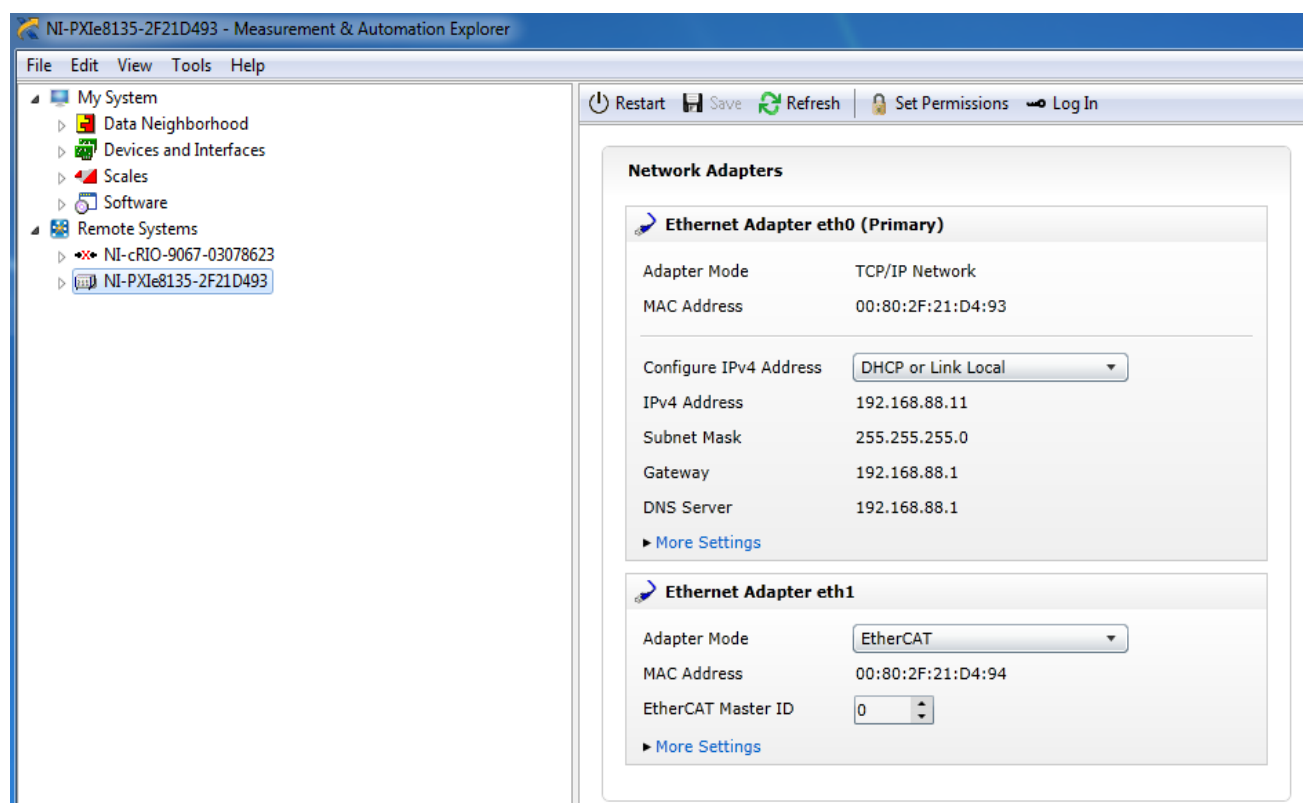 NI-PXIe8135-2F21D493 - Measurement & Automation Explorer
File Edit View Tools Help
My System
Data Neighborhood
Devices and Interfaces
Scales
Software
Remote Systems
NI-cRIO-9067-03078623
NI-PXIe8135-2F21D493
Restart Save Refresh Set Permissions Log In
Network Adapters
Ethernet Adapter eth0 (Primary)
Adapter Mode TCP/IP Network
MAC Address 00:80:2F:21:D4:93
Configure IPv4 Address DHCP or Link Local
IPv4 Address 192.168.88.11
Subnet Mask 255.255.255.0
Gateway 192.168.88.1
DNS Server 192.168.88.1
More Settings
Ethernet Adapter eth1
Adapter Mode EtherCAT
MAC Address 00:80:2F:21:D4:94
EtherCAT Master ID 0
More Settings